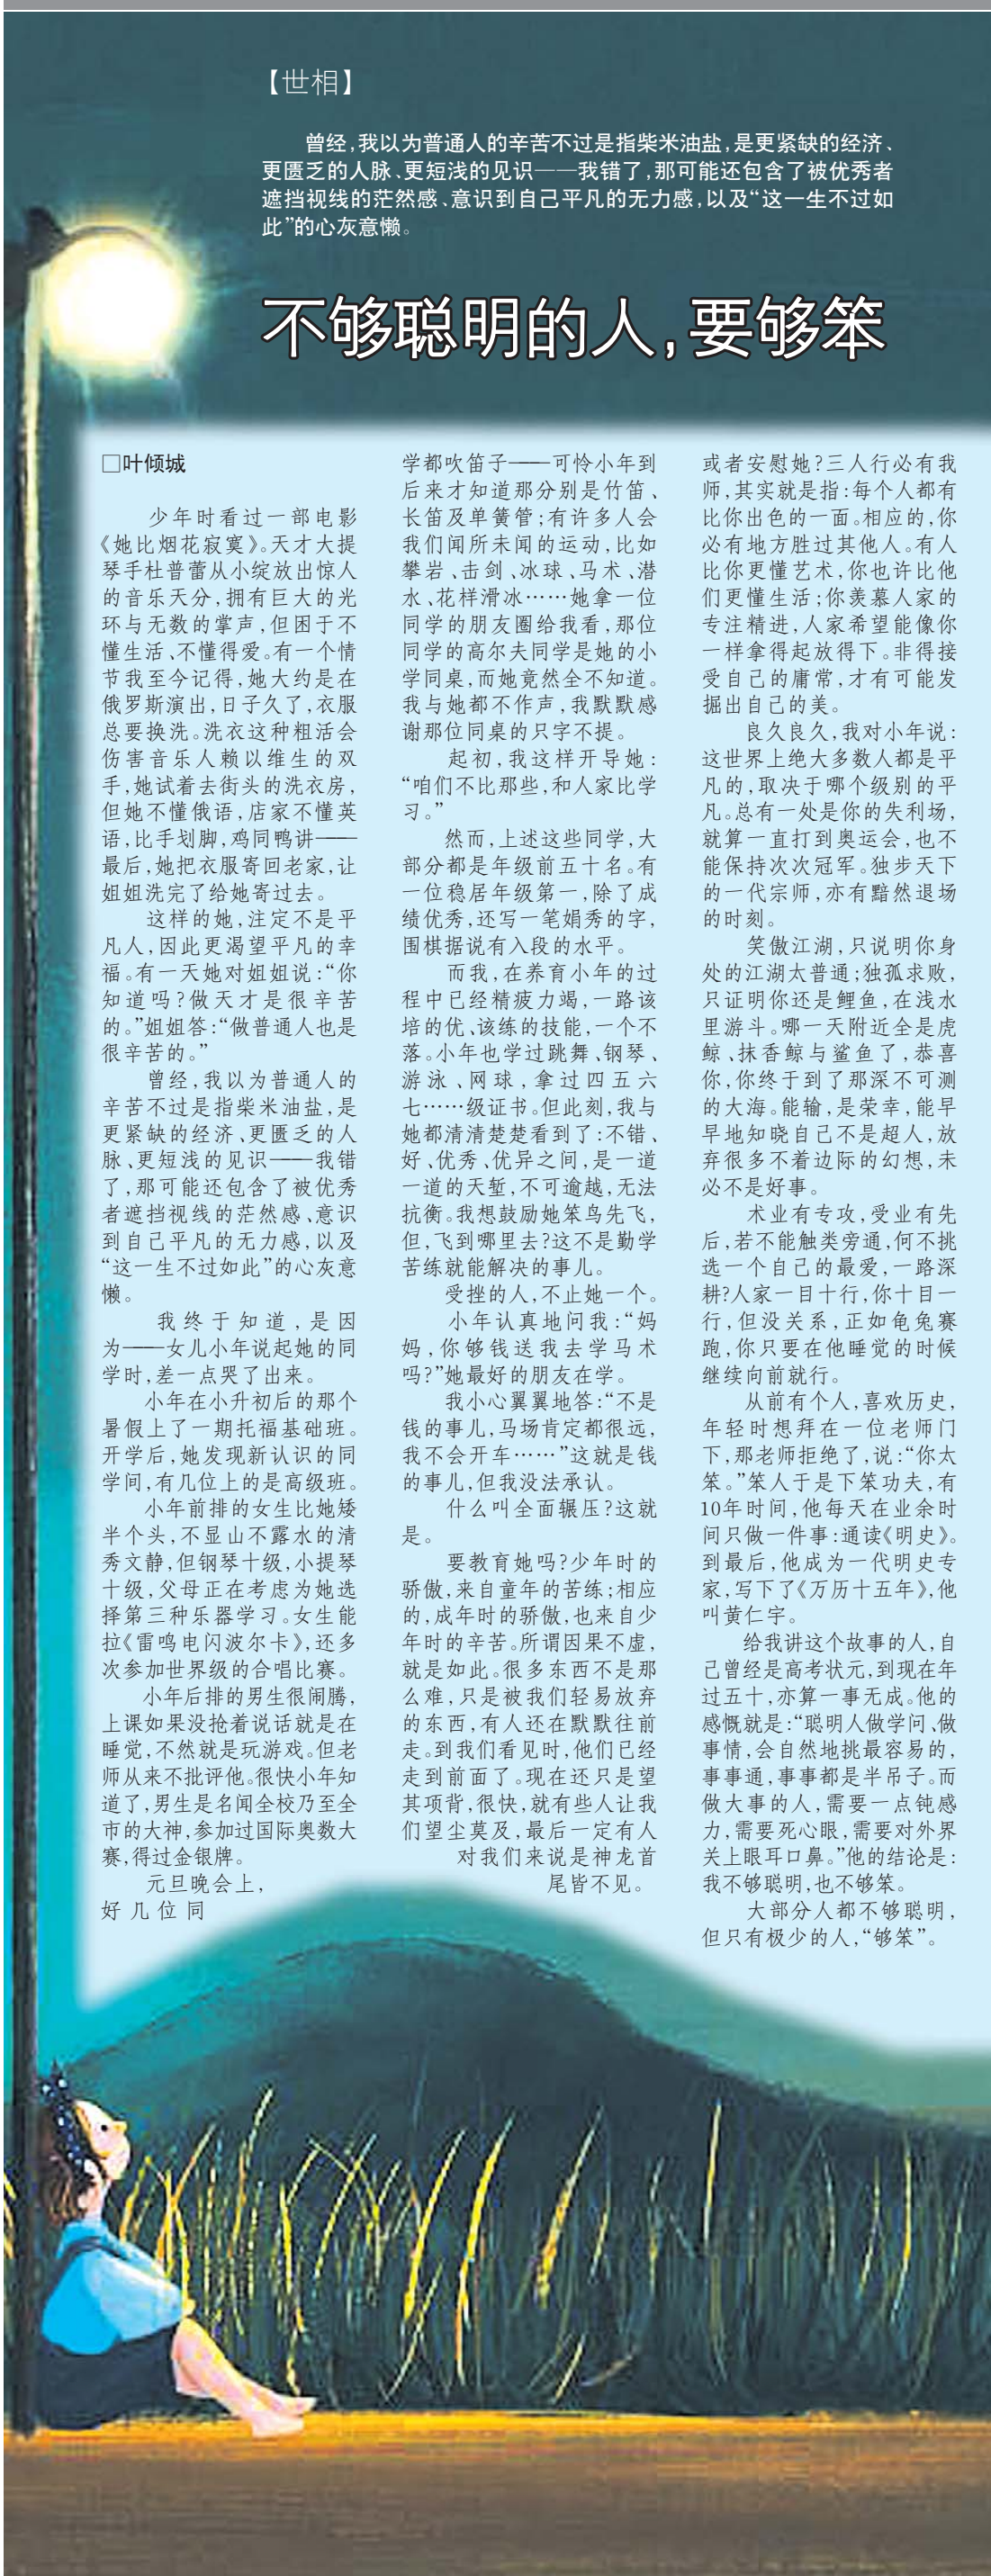 【世相】
曾经，我以为普通人的辛苦不过是指柴米油盐，是更紧缺的经济、
更匮乏的人脉、更短浅的见识——我错了，那可能还包含了被优秀者
遮挡视线的茫然感、意识到自己平凡的无力感，以及“这一生不过如
此”的心灰意懒。
不够聪明的人，要够笨
□叶倾城
少年时看过一部电影
《她比烟花寂寞》。天才大提
琴手杜普蕾从小绽放出惊人
的音乐天分，拥有巨大的光
环与无数的掌声，但困于不
懂生活、不懂得爱。有一个情
节我至今记得，她大约是在
俄罗斯演出，日子久了，衣服
总要换洗。洗衣这种粗活会
伤害音乐人赖以维生的双
手，她试着去街头的洗衣房，
但她不懂俄语，店家不懂英
语，比手划脚，鸡同鸭讲——
最后，她把衣服寄回老家，让
姐姐洗完了给她寄过去。
这样的她，注定不是平
凡人，因此更渴望平凡的幸
福。有一天她对姐姐说：“你
知道吗？做天才是很辛苦
的。”姐姐答：“做普通人也是
很辛苦的。”
曾经，我以为普通人的
辛苦不过是指柴米油盐，是
更紧缺的经济、更匮乏的人
脉、更短浅的见识——我错
了，那可能还包含了被优秀
者遮挡视线的茫然感、意识
到自己平凡的无力感，以及
“这一生不过如此”的心灰意
懒。
我终于知道，是因
为——女儿小年说起她的同
学时，差一点哭了出来。
小年在小升初后的那个
暑假上了一期托福基础班。
开学后，她发现新认识的同
学间，有几位上的是高级班。
小年前排的女生比她矮
半个头，不显山不露水的清
秀文静，但钢琴十级，小提琴
十级，父母正在考虑为她选
择第三种乐器学习。女生能
拉《雷鸣电闪波尔卡》，还多
次参加世界级的合唱比赛。
小年后排的男生很闹腾，
上课如果没抢着说话就是在
睡觉，不然就是玩游戏。但老
师从来不批评他。很快小年知
道了，男生是名闻全校乃至全
市的大神，参加过国际奥数大
赛，得过金银牌。
元旦晚会上，
好几位同
学都吹笛子——可怜小年到
后来才知道那分别是竹笛、
长笛及单簧管；有许多人会
我们闻所未闻的运动，比如
攀岩、击剑、冰球、马术、潜
水、花样滑冰……她拿一位
同学的朋友圈给我看，那位
同学的高尔夫同学是她的小
学同桌，而她竟然全不知道。
我与她都不作声，我默默感
谢那位同桌的只字不提。
起初，我这样开导她：
“咱们不比那些，和人家比学
习。”
然而，上述这些同学，大
部分都是年级前五十名。有
一位稳居年级第一，除了成
绩优秀，还写一笔娟秀的字，
围棋据说有入段的水平。
而我，在养育小年的过
程中已经精疲力竭，一路该
培的优、该练的技能，一个不
落。小年也学过跳舞、钢琴、
游泳、网球，拿过四五六
七……级证书。但此刻，我与
她都清清楚楚看到了：不错、
好、优秀、优异之间，是一道
一道的天堑，不可逾越，无法
抗衡。我想鼓励她笨鸟先飞，
但，飞到哪里去？这不是勤学
苦练就能解决的事儿。
受挫的人，不止她一个。
小年认真地问我：“妈
妈，你够钱送我去学马术
吗？”她最好的朋友在学。
我小心翼翼地答：“不是
钱的事儿，马场肯定都很远，
我不会开车……”这就是钱
的事儿，但我没法承认。
什么叫全面辗压？这就
是。
要教育她吗？少年时的
骄傲，来自童年的苦练；相应
的，成年时的骄傲，也来自少
年时的辛苦。所谓因果不虚，
就是如此。很多东西不是那
么难，只是被我们轻易放弃
的东西，有人还在默默往前
走。到我们看见时，他们已经
走到前面了。现在还只是望
其项背，很快，就有些人让我
们望尘莫及，最后一定有人
对我们来说是神龙首
尾皆不见。
或者安慰她？三人行必有我
师，其实就是指：每个人都有
比你出色的一面。相应的，你
必有地方胜过其他人。有人
比你更懂艺术，你也许比他
们更懂生活；你羡慕人家的
专注精进，人家希望能像你
一样拿得起放得下。非得接
受自己的庸常，才有可能发
掘出自己的美。
良久良久，我对小年说：
这世界上绝大多数人都是平
凡的，取决于哪个级别的平
凡。总有一处是你的失利场，
就算一直打到奥运会，也不
能保持次次冠军。独步天下
的一代宗师，亦有黯然退场
的时刻。
笑傲江湖，只说明你身
处的江湖太普通；独孤求败，
只证明你还是鲤鱼，在浅水
里游斗。哪一天附近全是虎
鲸、抹香鲸与鲨鱼了，恭喜
你，你终于到了那深不可测
的大海。能输，是荣幸，能早
早地知晓自己不是超人，放
弃很多不着边际的幻想，未
必不是好事。
术业有专攻，受业有先
后，若不能触类旁通，何不挑
选一个自己的最爱，一路深
耕？人家一目十行，你十目一
行，但没关系，正如龟兔赛
跑，你只要在他睡觉的时候
继续向前就行。
从前有个人，喜欢历史，
年轻时想拜在一位老师门
下，那老师拒绝了，说：“你太
笨。”笨人于是下笨功夫，有
10年时间，他每天在业余时
间只做一件事：通读《明史》。
到最后，他成为一代明史专
家，写下了《万历十五年》，他
叫黄仁宇。
给我讲这个故事的人，自
己曾经是高考状元，到现在年
过五十，亦算一事无成。他的
感慨就是：“聪明人做学问、做
事情，会自然地挑最容易的，
事事通，事事都是半吊子。而
做大事的人，需要一点钝感
力，需要死心眼，需要对外界
关上眼耳口鼻。”他的结论是：
我不够聪明，也不够笨。
大部分人都不够聪明，
但只有极少的人，“够笨”。